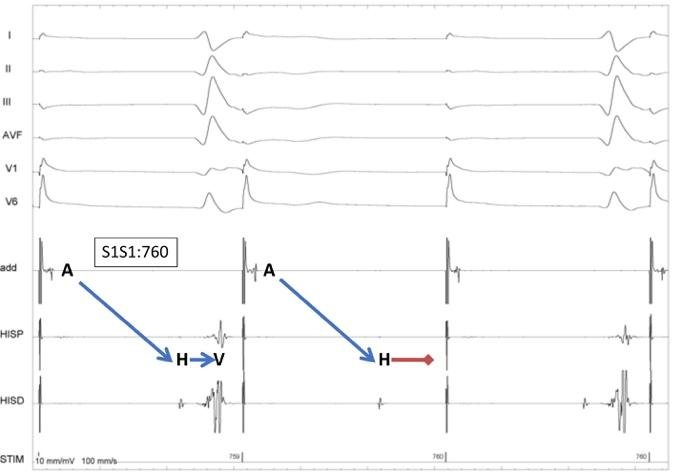 I
II
III
AVF
V1
V6
S1S1:760
add
A
A
HISP
H
V
H
HISD
STIM
10 mm/mV 100 mm/s
759
760
760